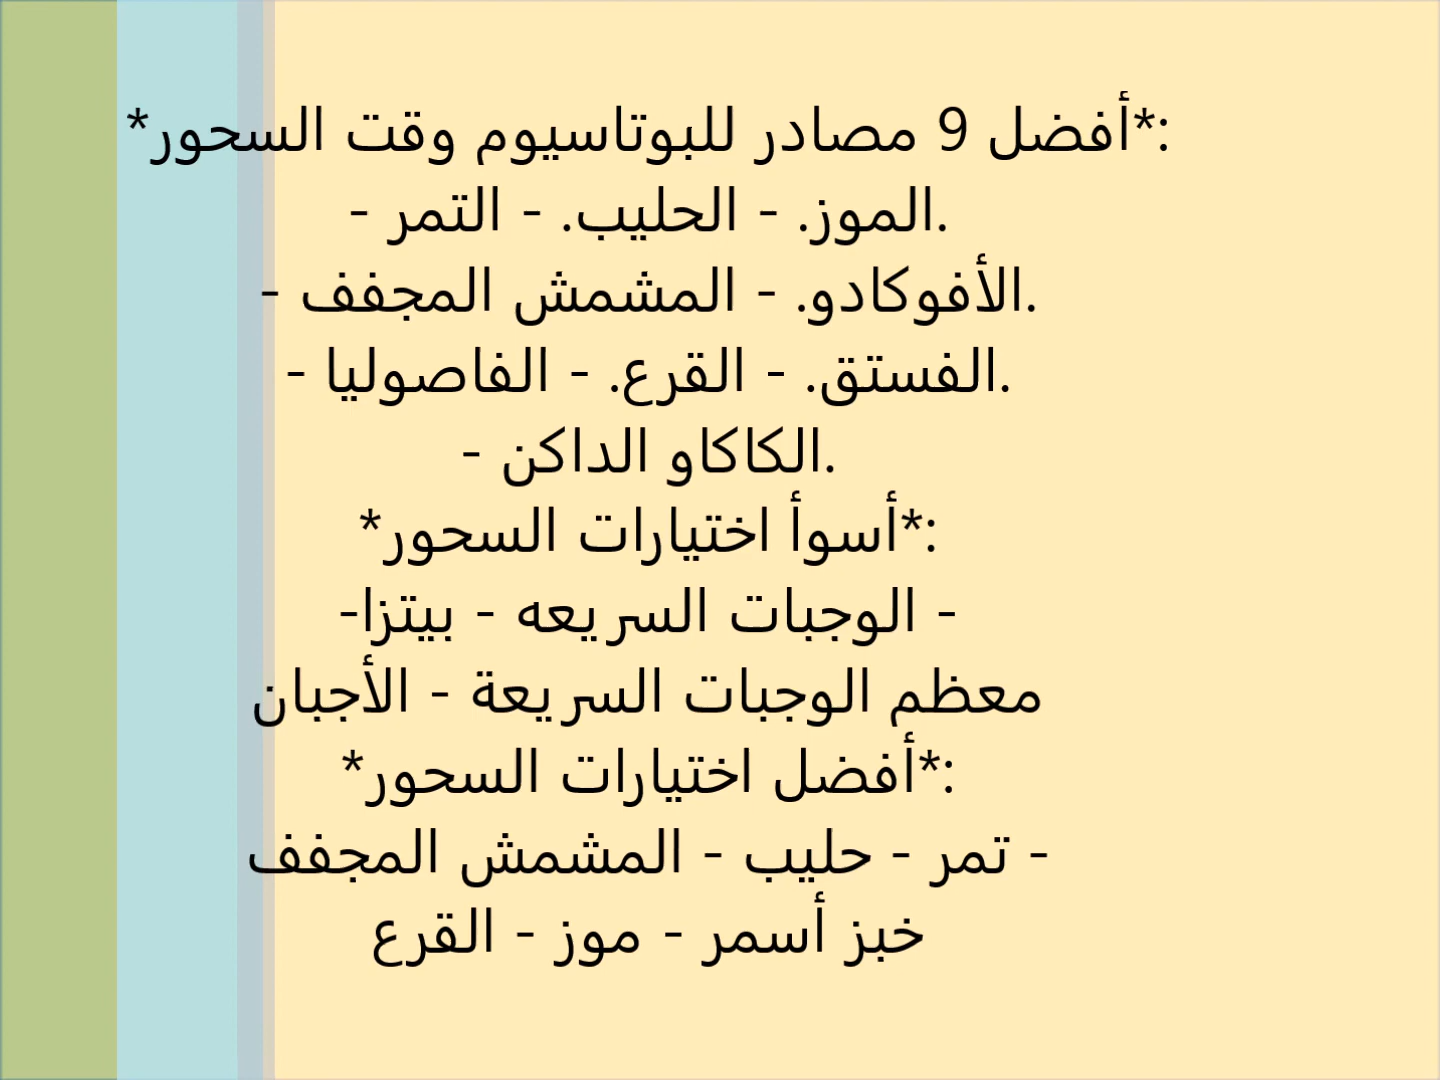 *أفضل 9 مصادر للبوتاسيوم وقت السحور*:
- الموز. - الحليب. - التمر.
- الأفوكادو. - المشمش المجفف.
- الفستق. - القرع. - الفاصوليا.
- الكاكاو الداكن.
*أسوأ اختيارات السحور*:
- الوجبات السريعه - بيتزا-
معظم الوجبات السريعة - الأجبان
*أفضل اختيارات السحور*:
- تمر - حليب - المشمش المجفف
خبز أسمر - موز - القرع